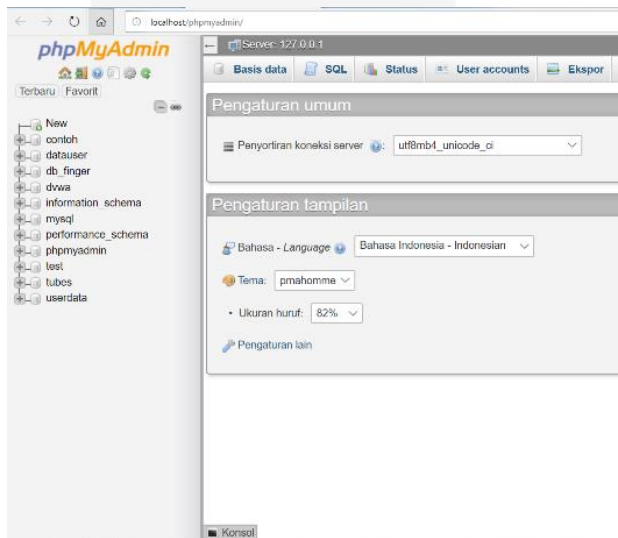 localhost/phpmyadmin/
phpMyAdmin
Terbaru Favorit
New
contoh
datauser
db_finger
dvwa
information_schema
mysql
performance_schema
phpmyadmin
test
tubes
userdata
Server: 127.0.0.1
Basis data SQL Status User accounts Ekspor
Pengaturan umum
Penyortiran koneksi server : utf8mb4_unicode_ci
Pengaturan tampilan
Bahasa - Language Bahasa Indonesia - Indonesian
Tema: pmahomme
• Ukuran huruf: 82%
Pengaturan lain
Konsol